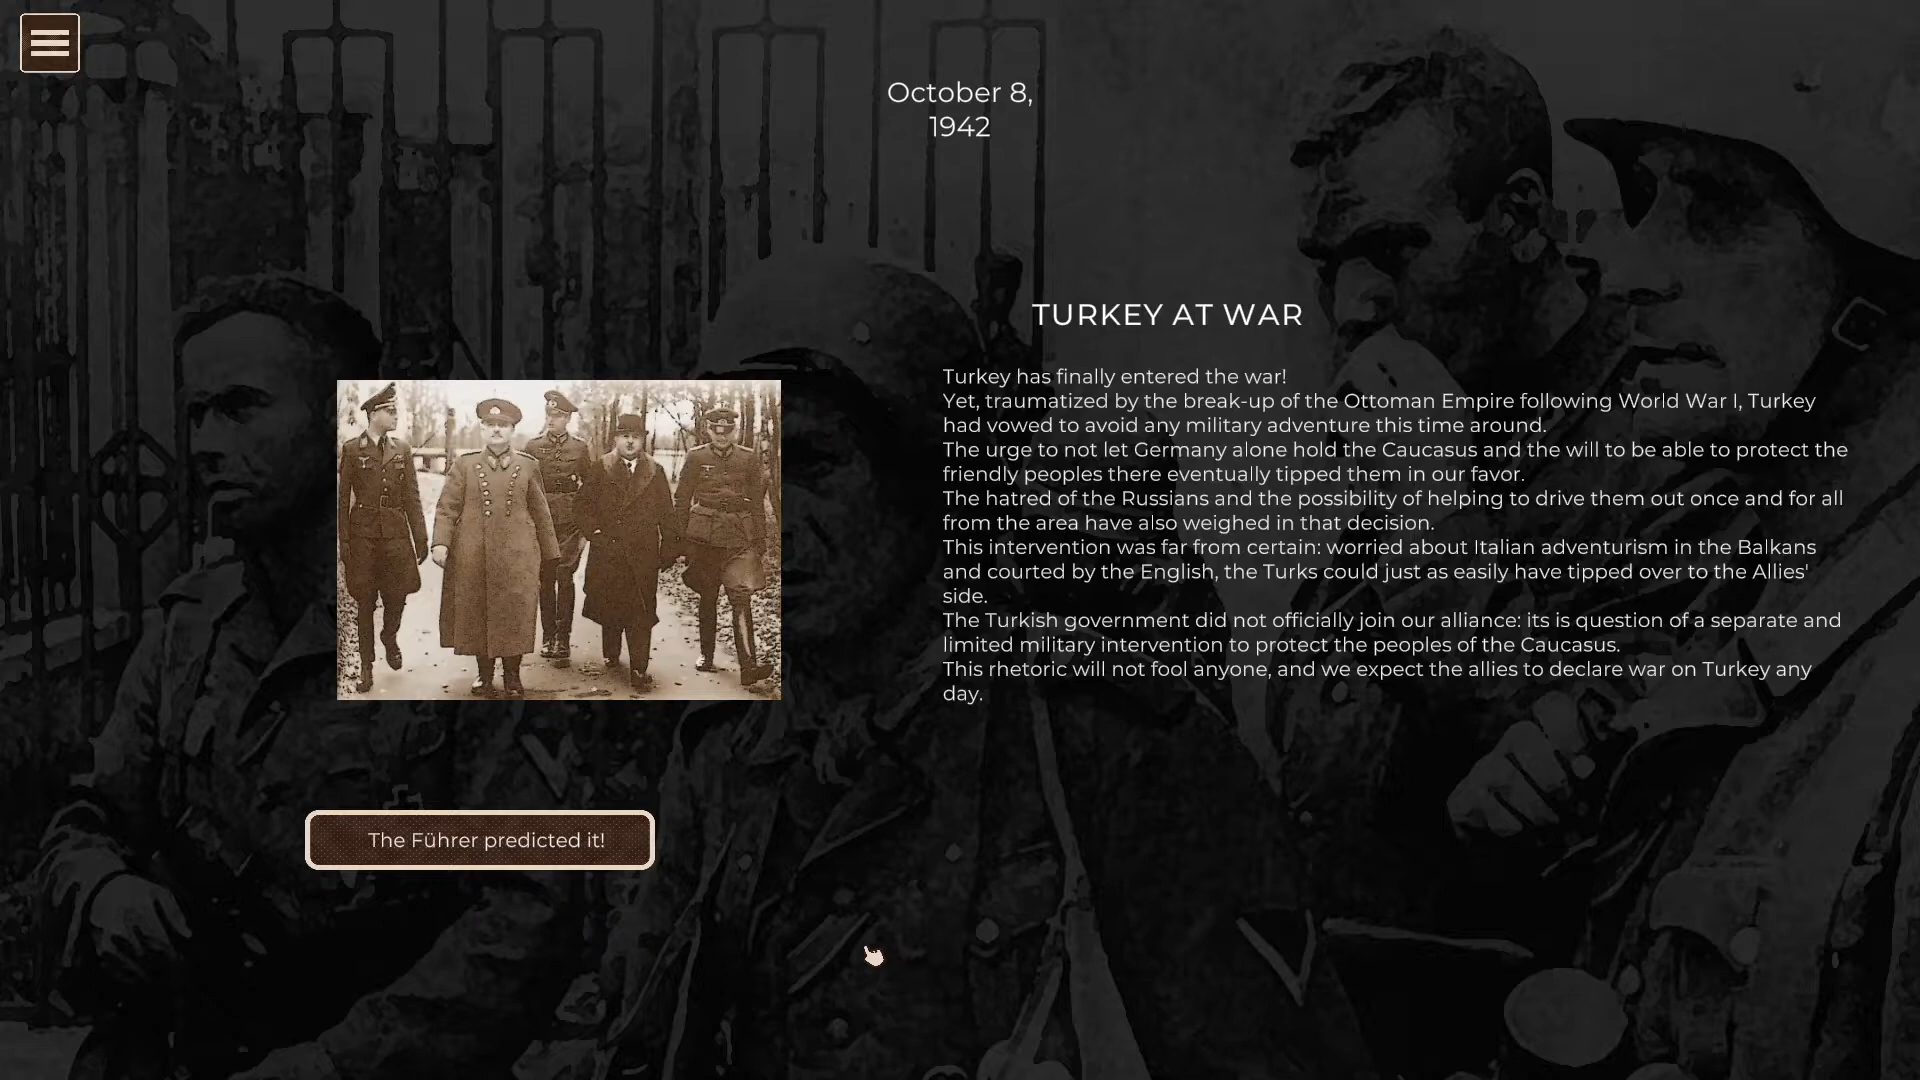 October 8,
1942
TURKEY AT WAR
Turkey has finally entered the war!
Yet, traumatized by the break-up of the Ottoman Empire following World War I, Turkey
had vowed to avoid any military adventure this time around.
The urge to not let Germany alone hold the Caucasus and the will to be able to protect the
friendly peoples there eventually tipped them in our favor.
The hatred of the Russians and the possibility of helping to drive them out once and for all
from the area have also weighed in that decision.
This intervention was far from certain: worried about Italian adventurism in the Balkans
and courted by the English, the Turks could just as easily have tipped over to the Allies'
side.
The Turkish government did not officially join our alliance: its is question of a separate and
limited military intervention to protect the peoples of the Caucasus.
This rhetoric will not fool anyone, and we expect the allies to declare war on Turkey any
day.
The Führer predicted it!